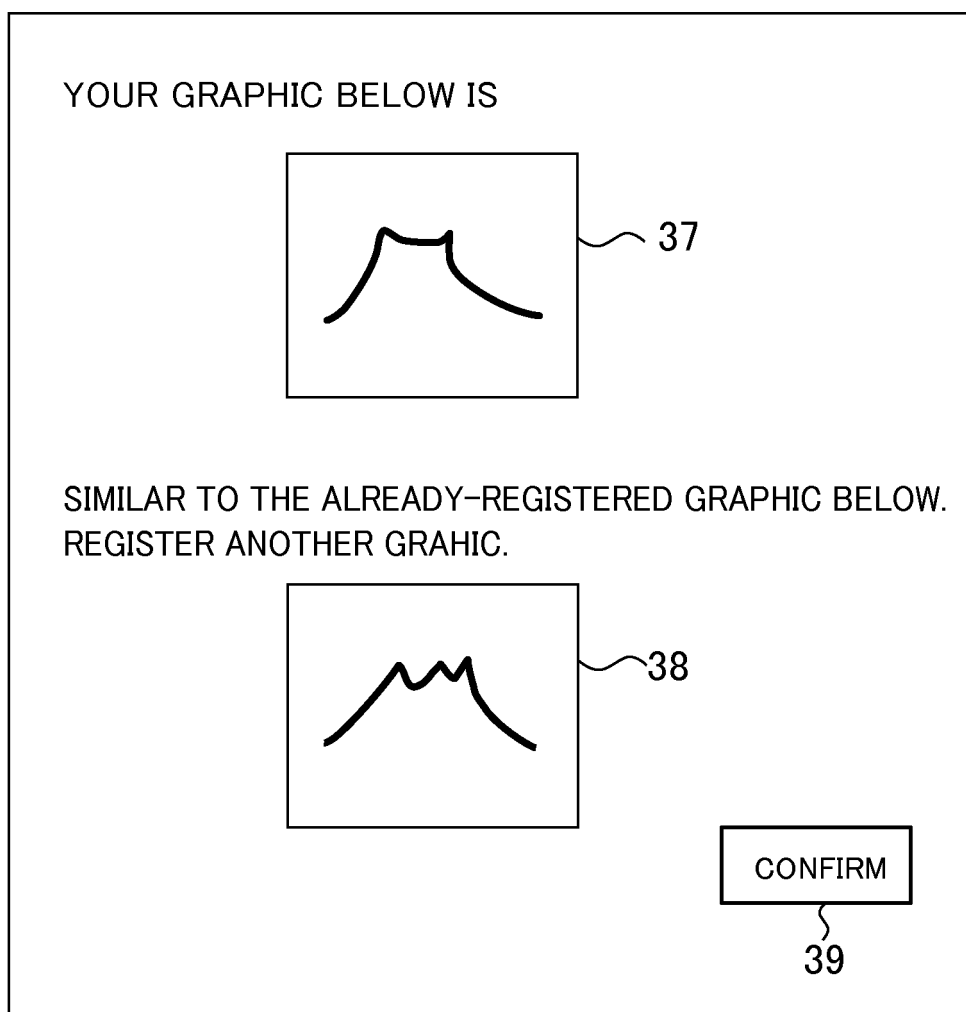 YOUR GRAPHIC BELOW IS
37
SIMILAR TO THE ALREADY-REGISTERED GRAPHIC BELOW.
REGISTER ANOTHER GRAHIC.
38
CONFIRM
39